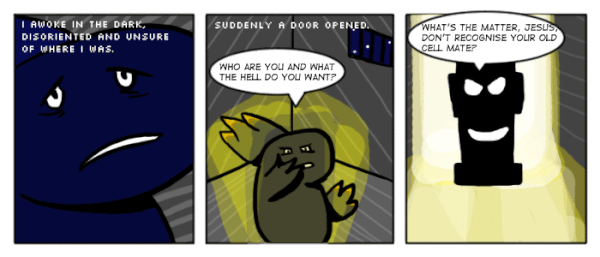 I AWOKE IN THE DARK,
DISORIENTED AND UNSURE
OF WHERE I WAS.
SUDDENLY A DOOR OPENED.
WHO ARE YOU AND WHAT
THE HELL DO YOU WANT?
WHAT'S THE MATTER, JESUS,
DON'T RECOGNISE YOUR OLD
CELL MATE?